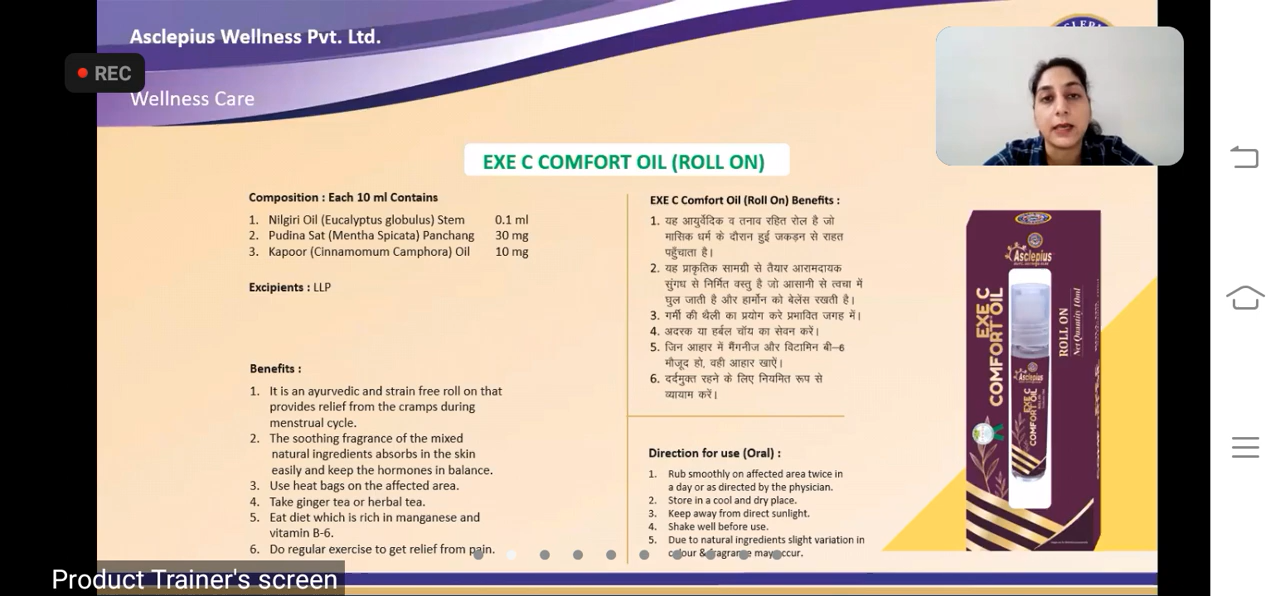 Asclepius Wellness Pvt. Ltd.
REC
Wellness Care
EXE C COMFORT OIL (ROLL ON)
Composition : Each 10 ml Contains
1. Nilgiri Oil (Eucalyptus globulus) Stem 0.1 ml
2. Pudina Sat (Mentha Spicata) Panchang 30 mg
3. Kapoor (Cinnamomum Camphora) Oil 10 mg
Excipients : LLP
Benefits :
1. It is an ayurvedic and strain free roll on that
provides relief from the cramps during
menstrual cycle.
2. The soothing fragrance of the mixed
natural ingredients absorbs in the skin
easily and keep the hormones in balance.
3. Use heat bags on the affected area.
4. Take ginger tea or herbal tea.
5. Eat diet which is rich in manganese and
vitamin B-6.
6. Do regular exercise to get relief from pain.
EXE C Comfort Oil (Roll On) Benefits :
1. यह आयुर्वेदिक व तनाव रहित रोल है जो
मासिक धर्म के दौरान हुई जकड़न से राहत
पहुँचाता है।
2. यह प्राकृतिक सामग्री से तैयार आरामदायक
सुंगध से निर्मित वस्तु है जो आसानी से त्वचा में
घुल जाती है और हार्मोन को बेलेंस रखती है।
3. गर्मी की थैली का प्रयोग करे प्रभावित जगह में।
4. अदरक या हर्बल चॉय का सेवन करें।
5. जिन आहार में मैंगनीज और विटामिन बी–6
मौजूद हो, वही आहार खाऐं।
6. दर्दमुक्त रहने के लिए नियमित रूप से
व्यायाम करें।
Direction for use (Oral) :
1. Rub smoothly on affected area twice in
a day or as directed by the physician.
2. Store in a cool and dry place.
3. Keep away from direct sunlight.
4. Shake well before use.
5. Due to natural ingredients slight variation in
colour & fragrance may occur.
Asclepius
EXE C
COMFORT OIL
ROLL ON
Net Quantity 10ml
Asclepius
EXE C
COMFORT OIL
Product Trainer's screen